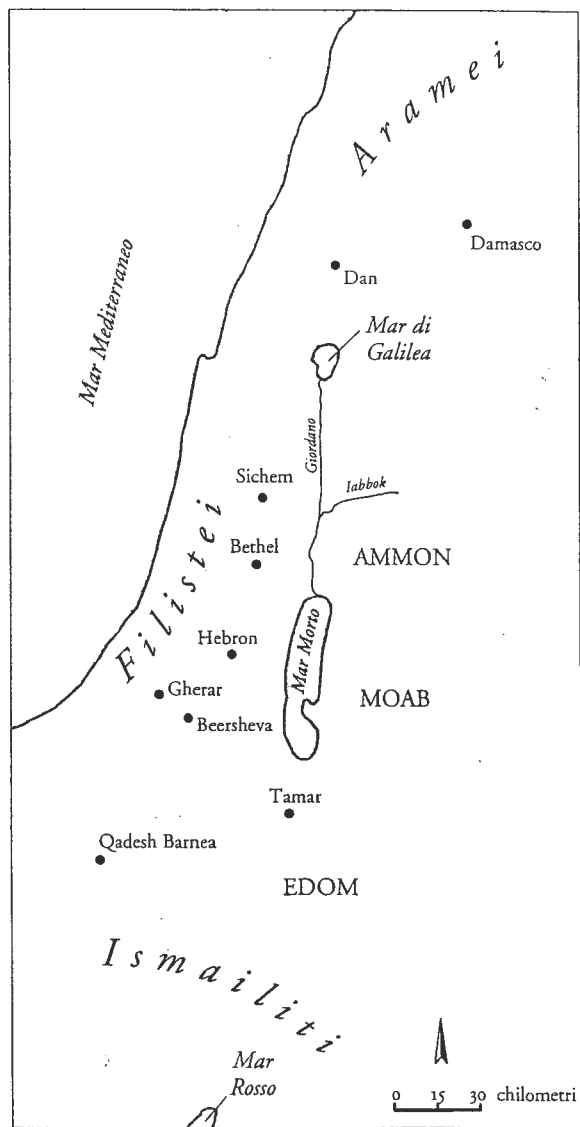 Aramei
Damasco
Dan
Mar Mediterraneo
Mar di
Galilea
Giordano
Sichem
Iabbok
Bethel
AMMON
Filistei
Hebron
Mar Morto
Gherar
MOAB
Beersheva
Tamar
Qadesh Barnea
EDOM
Ismailiti
Mar
Rosso
0 15 30 chilometri